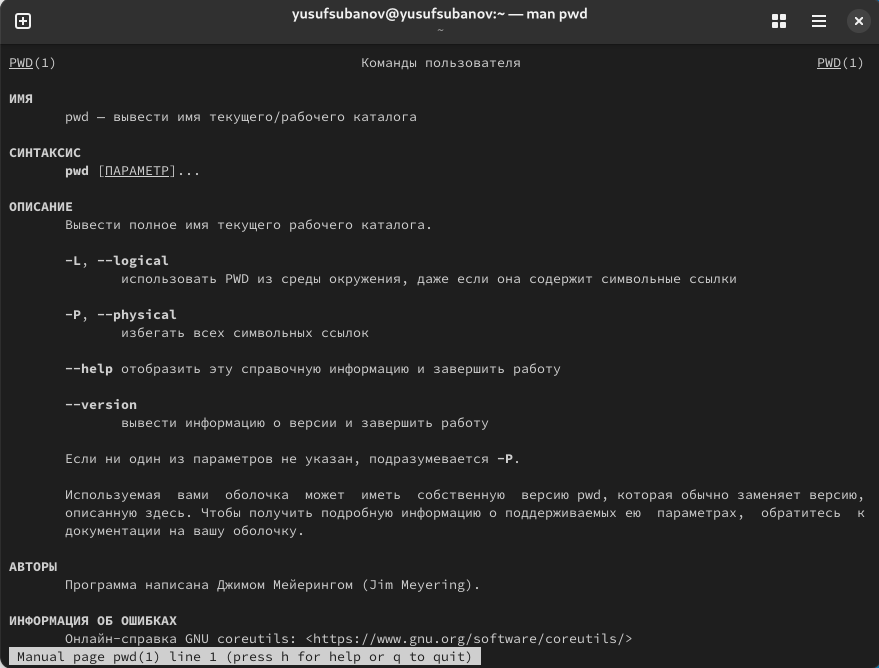 yusufsubanov@yusufsubanov:~ — man pwd
~
PWD(1) Команды пользователя PWD(1)
ИМЯ
pwd — вывести имя текущего/рабочего каталога
СИНТАКСИС
pwd [ПАРАМЕТР]...
ОПИСАНИЕ
Вывести полное имя текущего рабочего каталога.
-L, --logical
использовать PWD из среды окружения, даже если она содержит символьные ссылки
-P, --physical
избегать всех символьных ссылок
--help отобразить эту справочную информацию и завершить работу
--version
вывести информацию о версии и завершить работу
Если ни один из параметров не указан, подразумевается -P.
Используемая вами оболочка может иметь собственную версию pwd, которая обычно заменяет версию,
описанную здесь. Чтобы получить подробную информацию о поддерживаемых ею параметрах, обратитесь к
документации на вашу оболочку.
АВТОРЫ
Программа написана Джимом Мейерингом (Jim Meyering).
ИНФОРМАЦИЯ ОБ ОШИБКАХ
Онлайн-справка GNU coreutils: <https://www.gnu.org/software/coreutils/>
Manual page pwd(1) line 1 (press h for help or q to quit)